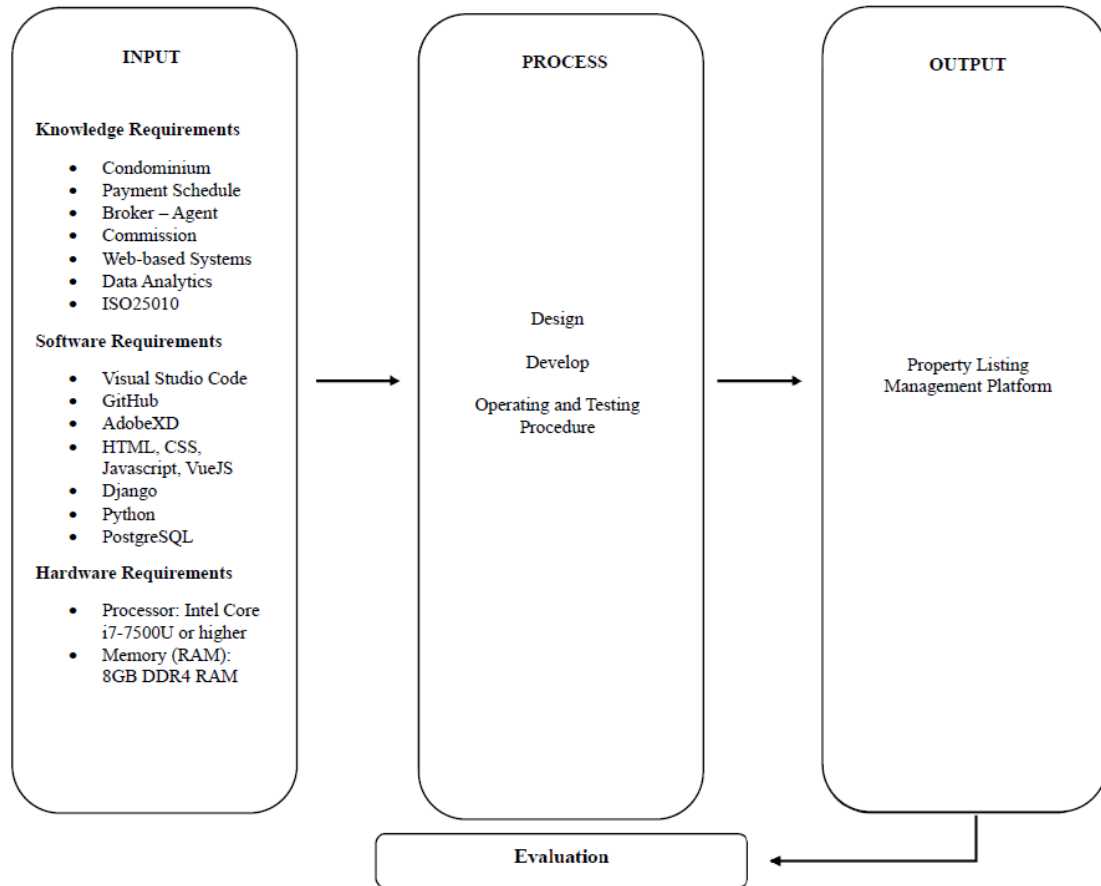 INPUT
Knowledge Requirements
• Condominium
• Payment Schedule
• Broker – Agent
• Commission
• Web-based Systems
• Data Analytics
• ISO25010
Software Requirements
• Visual Studio Code
• GitHub
• AdobeXD
• HTML, CSS,
Javascript, VueJS
• Django
• Python
• PostgreSQL
Hardware Requirements
• Processor: Intel Core
i7-7500U or higher
• Memory (RAM):
8GB DDR4 RAM
PROCESS
Design
Develop
Operating and Testing
Procedure
OUTPUT
Property Listing
Management Platform
Evaluation